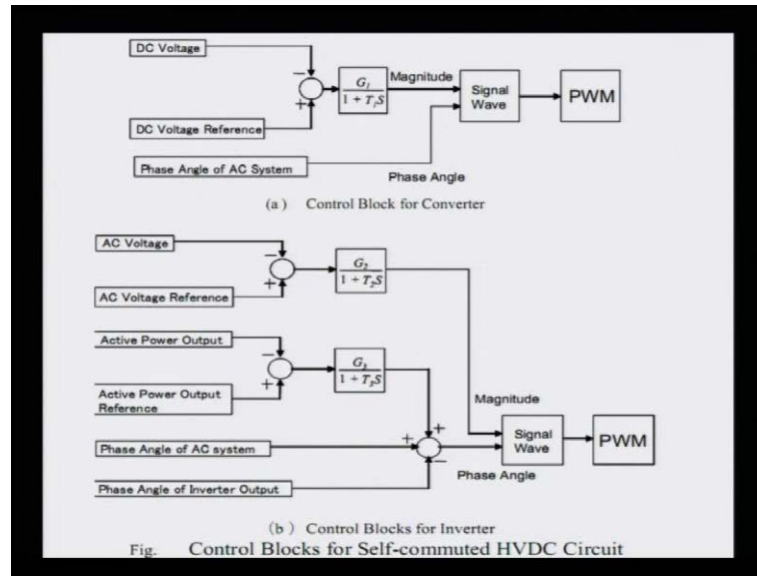 DC Voltage
−
+
G₁
1 + T₁S
Magnitude
Signal
Wave
PWM
DC Voltage Reference
Phase Angle of AC System
Phase Angle
(a) Control Block for Converter
AC Voltage
−
+
G₂
1 + T₂S
AC Voltage Reference
Active Power Output
−
+
G₃
1 + T₃S
Active Power Output
Reference
Magnitude
+
+
−
Signal
Wave
PWM
Phase Angle of AC system
Phase Angle
Phase Angle of Inverter Output
(b) Control Blocks for Inverter
Fig. Control Blocks for Self-commuted HVDC Circuit